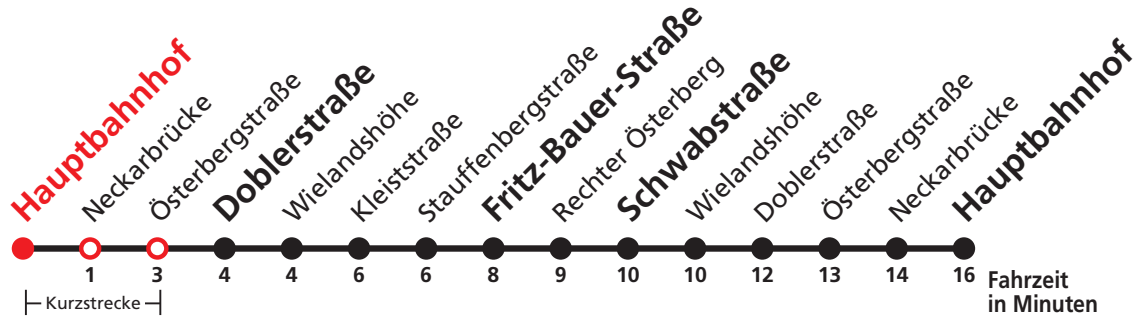 Hauptbahnhof
Neckarbrücke
Österbergstraße
Doblerstraße
Wielandshöhe
Kleiststraße
Stauffenbergstraße
Fritz-Bauer-Straße
Rechter Österberg
Schwabstraße
Wielandshöhe
Doblerstraße
Österbergstraße
Neckarbrücke
Hauptbahnhof
1 3 4 4 6 6 8 9 10 10 12 13 14 16
Fahrzeit
in Minuten
Kurzstrecke